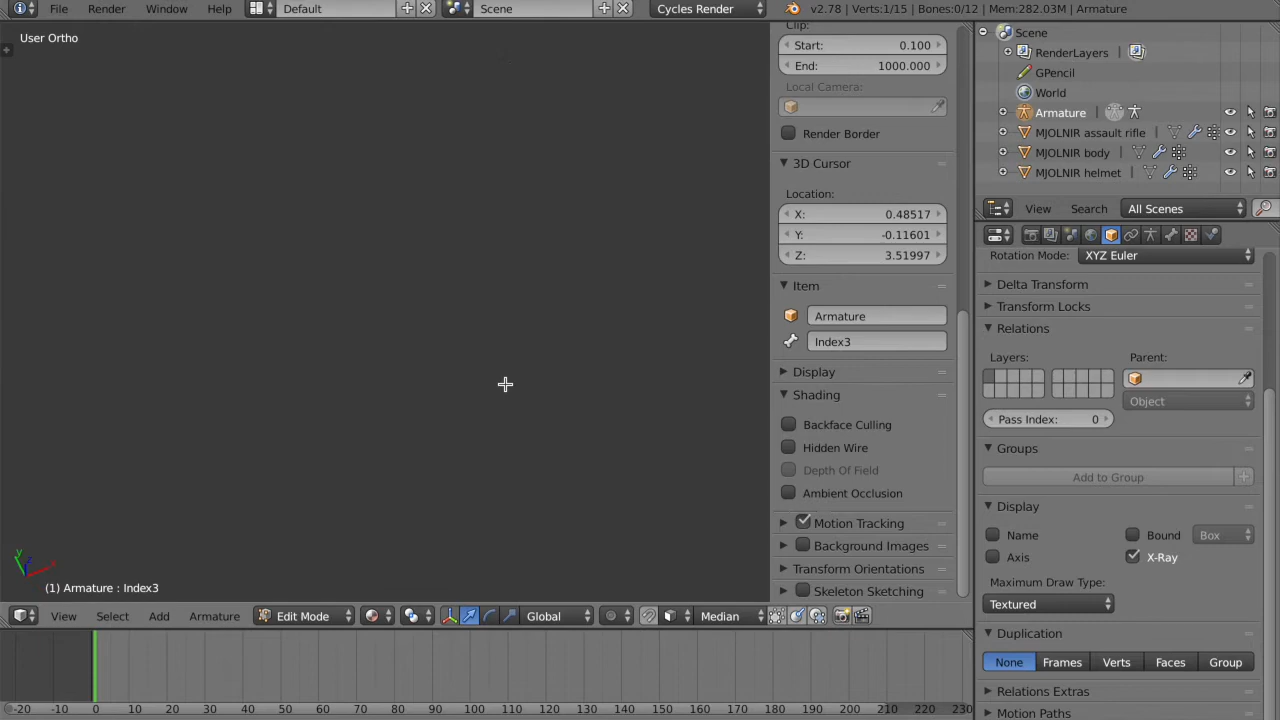 File Render Window Help Default Scene Cycles Render v2.78 | Verts:1/15 | Bones:0/12 | Mem:282.03M | Armature
User Ortho
Clip:
Start: 0.100
End: 1000.000
Local Camera:
Render Border
3D Cursor
Location:
X: 0.48517
Y: -0.11601
Z: 3.51997
Item
Armature
Index3
Display
Shading
Backface Culling
Hidden Wire
Depth Of Field
Ambient Occlusion
Motion Tracking
Background Images
Transform Orientations
Skeleton Sketching
(1) Armature : Index3
View Select Add Armature Edit Mode Global Median
-20 -10 0 10 20 30 40 50 60 70 80 90 100 110 120 130 140 150 160 170 180 190 200 210 220 230
Scene
RenderLayers
GPencil
World
Armature
MJOLNIR assault rifle
MJOLNIR body
MJOLNIR helmet
View Search All Scenes
Rotation Mode: XYZ Euler
Delta Transform
Transform Locks
Relations
Layers: Parent:
Object
Pass Index: 0
Groups
Add to Group
Display
Name Bound Box
Axis X-Ray
Maximum Draw Type:
Textured
Duplication
None Frames Verts Faces Group
Relations Extras
Motion Paths
x
y
z